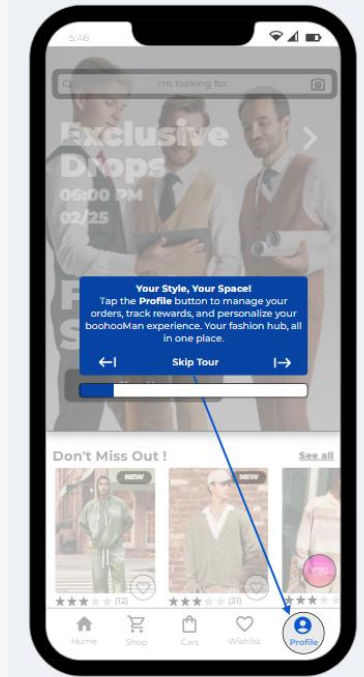 5:46
I'm looking for
Exclusive
Drops
06:00 PM
02/25
Your Style, Your Space!
Tap the Profile button to manage your
orders, track rewards, and personalize your
boohooMan experience. Your fashion hub, all
in one place.
Skip Tour
Don't Miss Out !
See all
NEW
NEW
(12)
(31)
Home
Shop
Cart
Wishlist
Profile